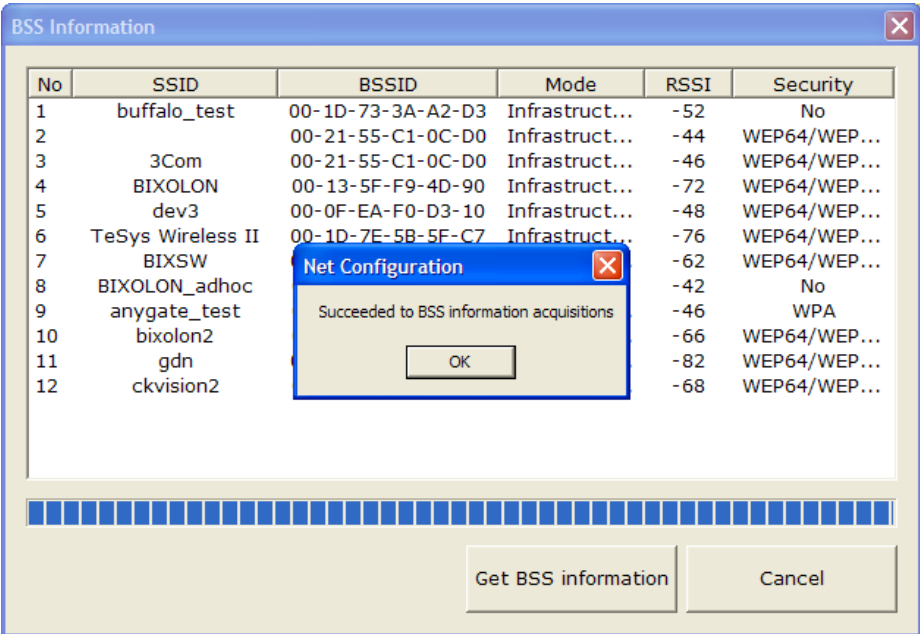 BSS Information
No SSID BSSID Mode RSSI Security
1 buffalo_test 00-1D-73-3A-A2-D3 Infrastruct... -52 No
2 00-21-55-C1-0C-D0 Infrastruct... -44 WEP64/WEP...
3 3Com 00-21-55-C1-0C-D0 Infrastruct... -46 WEP64/WEP...
4 BIXOLON 00-13-5F-F9-4D-90 Infrastruct... -72 WEP64/WEP...
5 dev3 00-0F-EA-F0-D3-10 Infrastruct... -48 WEP64/WEP...
6 TeSys Wireless II 00-1D-7E-5B-5F-C7 Infrastruct... -76 WEP64/WEP...
7 BIXSW -62 WEP64/WEP...
8 BIXOLON_adhoc -42 No
9 anygate_test -46 WPA
10 bixolon2 -66 WEP64/WEP...
11 gdn -82 WEP64/WEP...
12 ckvision2 -68 WEP64/WEP...
Net Configuration
Succeeded to BSS information acquisitions
OK
Get BSS information Cancel